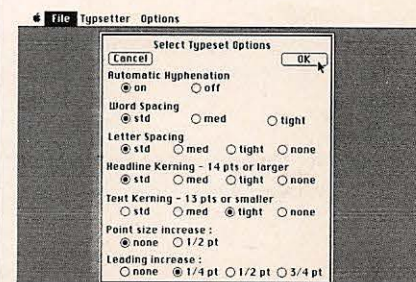 File Typsetter Options
Select Typeset Options
Cancel OK
Automatic Hyphenation
on off
Word Spacing
std med tight
Letter Spacing
std med tight none
Headline Kerning - 14 pts or larger
std med tight none
Text Kerning - 13 pts or smaller
std med tight none
Point size increase :
none 1/2 pt
Leading increase :
none 1/4 pt 1/2 pt 3/4 pt